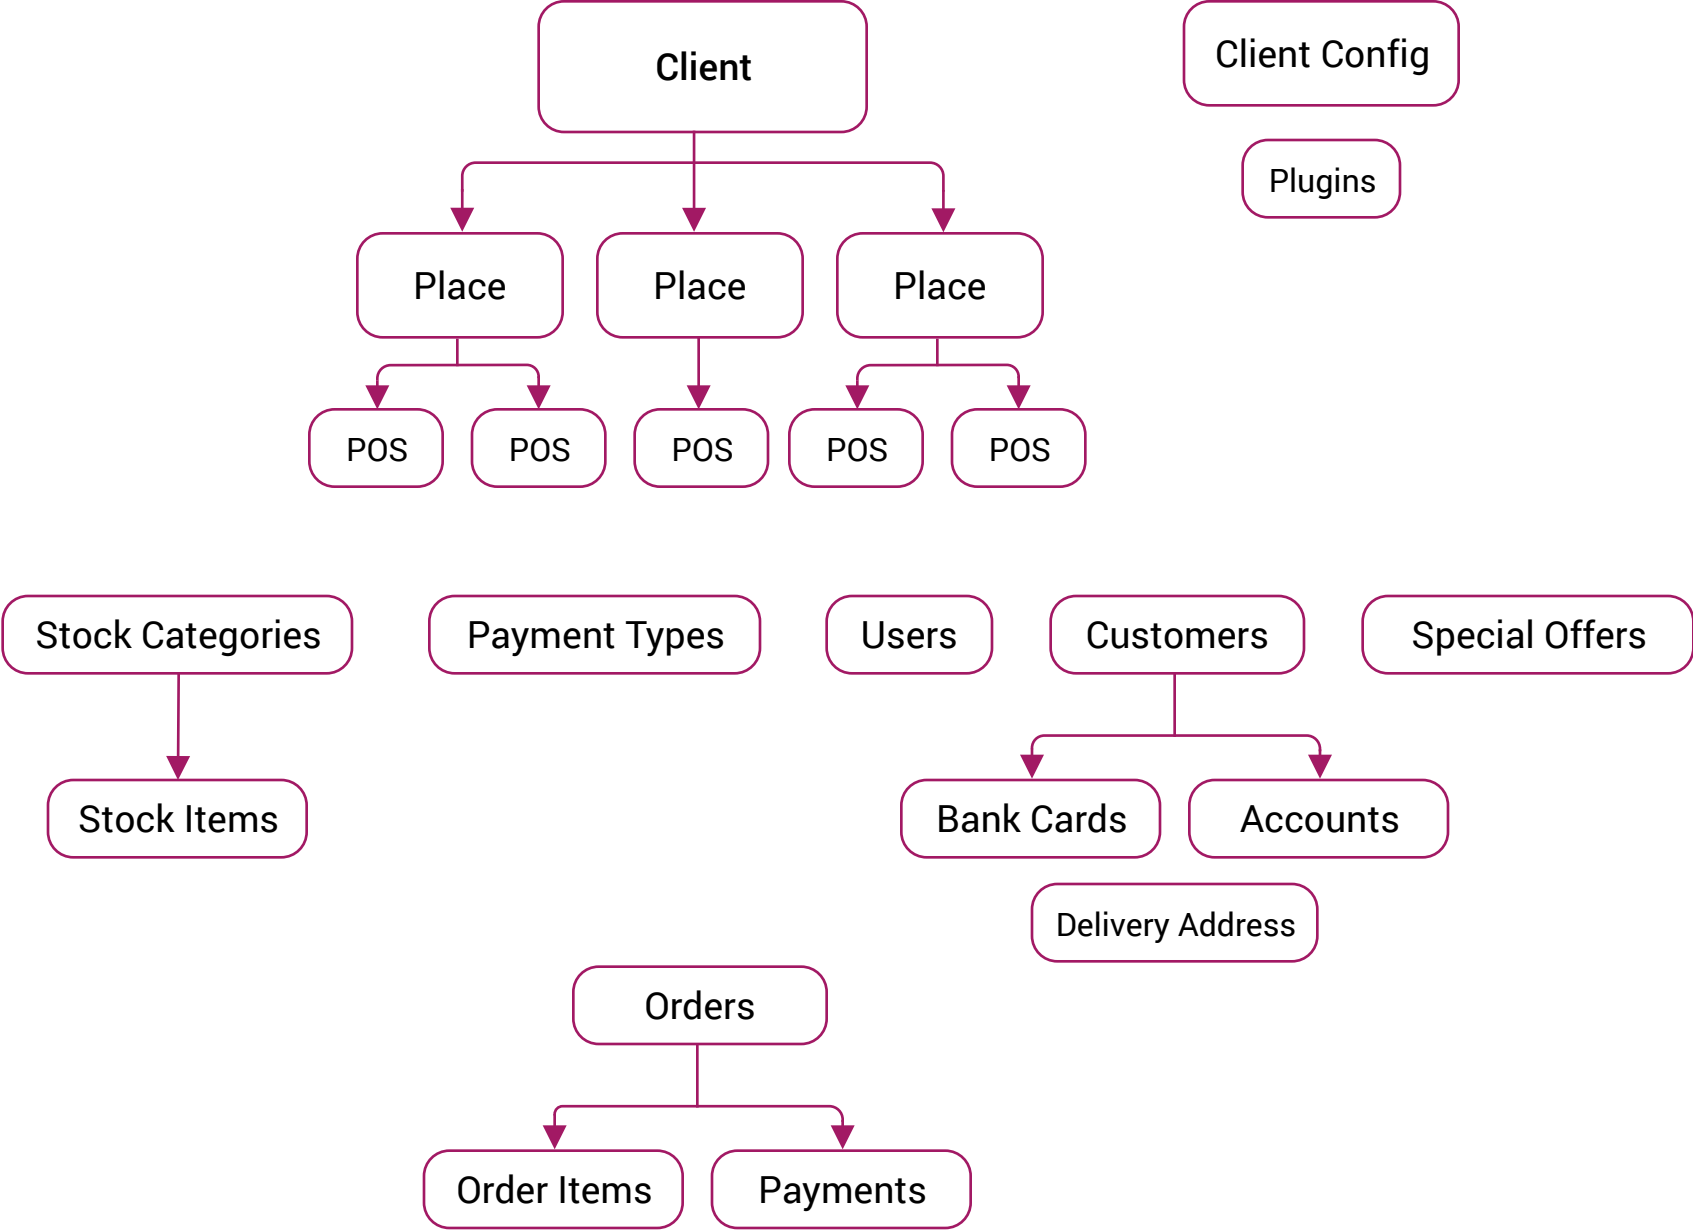 Client
Client Config
Plugins
Place
Place
Place
POS
POS
POS
POS
POS
Stock Categories
Payment Types
Users
Customers
Special Offers
Stock Items
Bank Cards
Accounts
Delivery Address
Orders
Order Items
Payments